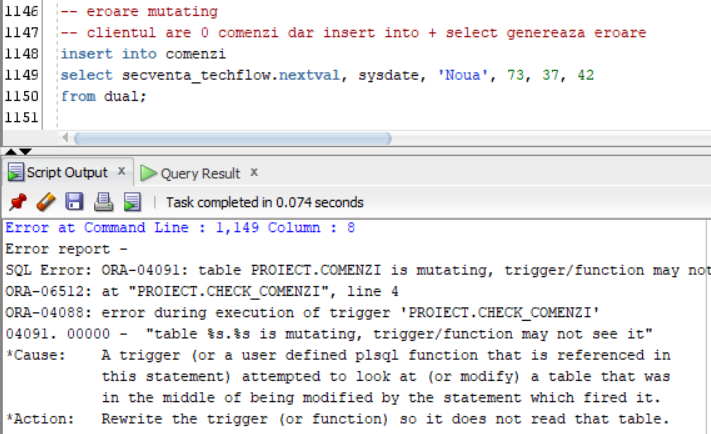 1146 -- eroare mutating
1147 -- clientul are 0 comenzi dar insert into + select genereaza eroare
1148 insert into comenzi
1149 select secventa_techflow.nextval, sysdate, 'Noua', 73, 37, 42
1150 from dual;
1151
Script Output x Query Result x
Task completed in 0.074 seconds
Error at Command Line : 1,149 Column : 8
Error report -
SQL Error: ORA-04091: table PROIECT.COMENZI is mutating, trigger/function may not
ORA-06512: at "PROIECT.CHECK_COMENZI", line 4
ORA-04088: error during execution of trigger 'PROIECT.CHECK_COMENZI'
04091. 00000 - "table %s.%s is mutating, trigger/function may not see it"
*Cause: A trigger (or a user defined plsql function that is referenced in
this statement) attempted to look at (or modify) a table that was
in the middle of being modified by the statement which fired it.
*Action: Rewrite the trigger (or function) so it does not read that table.